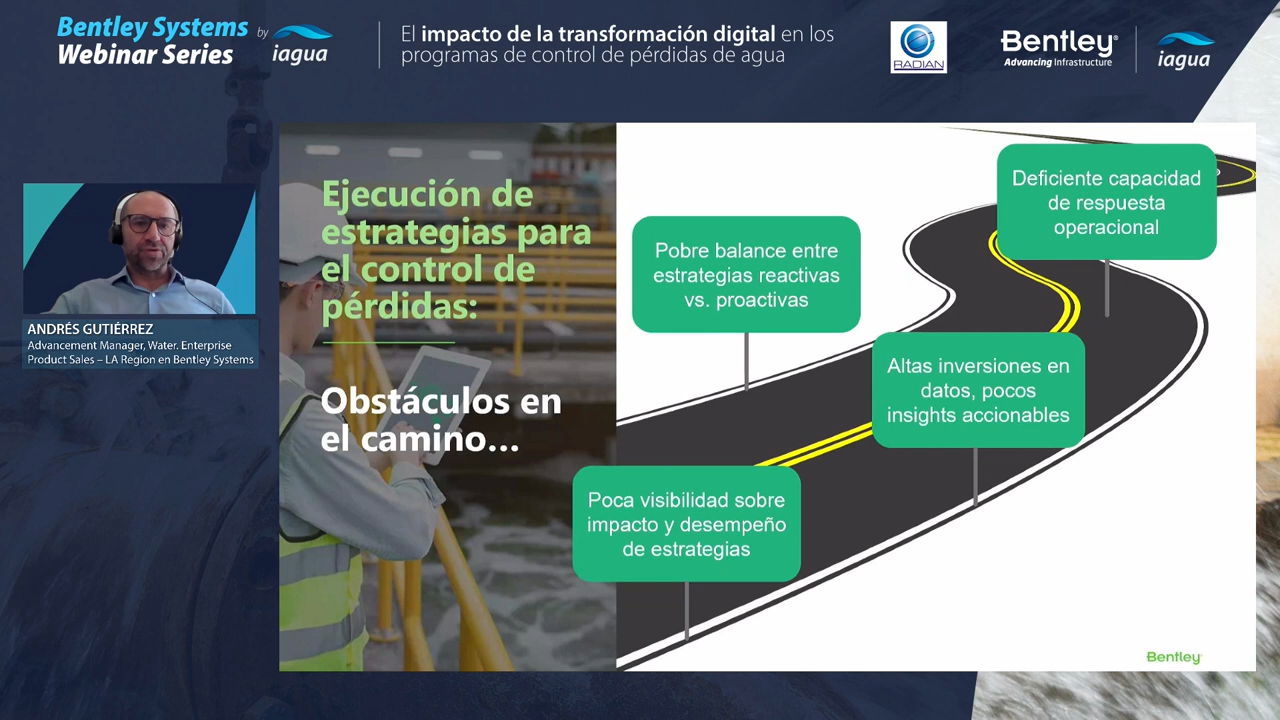 Bentley Systems
Webinar Series
by
iagua
El impacto de la transformación digital en los
programas de control de pérdidas de agua
RADIAN
Bentley®
Advancing Infrastructure
iagua
ANDRÉS GUTIÉRREZ
Advancement Manager, Water. Enterprise
Product Sales – LA Region en Bentley Systems
Ejecución de
estrategias para
el control de
pérdidas:
Obstáculos en
el camino...
Deficiente capacidad
de respuesta
operacional
Pobre balance entre
estrategias reactivas
vs. proactivas
Altas inversiones en
datos, pocos
insights accionables
Poca visibilidad sobre
impacto y desempeño
de estrategias
Bentley